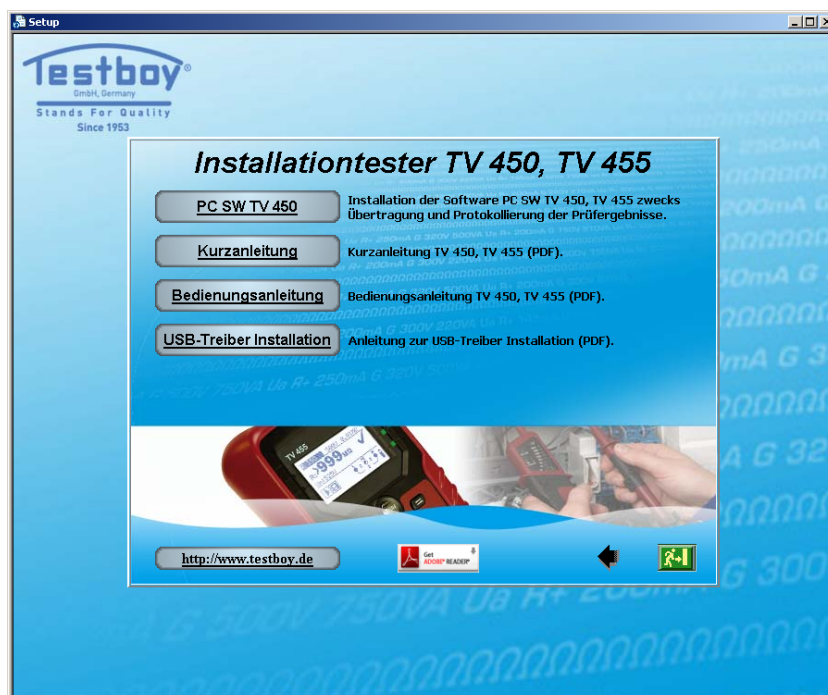 Setup
Testboy®
GmbH, Germany
Stands For Quality
Since 1953
Installationtester TV 450, TV 455
PC SW TV 450
Installation der Software PC SW TV 450, TV 455 zwecks
Übertragung und Protokollierung der Prüfergebnisse.
Kurzanleitung
Kurzanleitung TV 450, TV 455 (PDF).
Bedienungsanleitung
Bedienungsanleitung TV 450, TV 455 (PDF).
USB-Treiber Installation
Anleitung zur USB-Treiber Installation (PDF).
TV 455
>999
http://www.testboy.de
Get
ADOBE® READER®